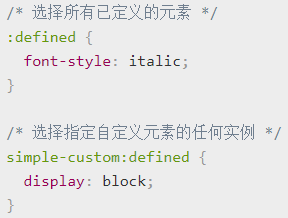 /* 选择所有已定义的元素 */
:defined {
  font-style: italic;
}

/* 选择指定自定义元素的任何实例 */
simple-custom:defined {
  display: block;
}